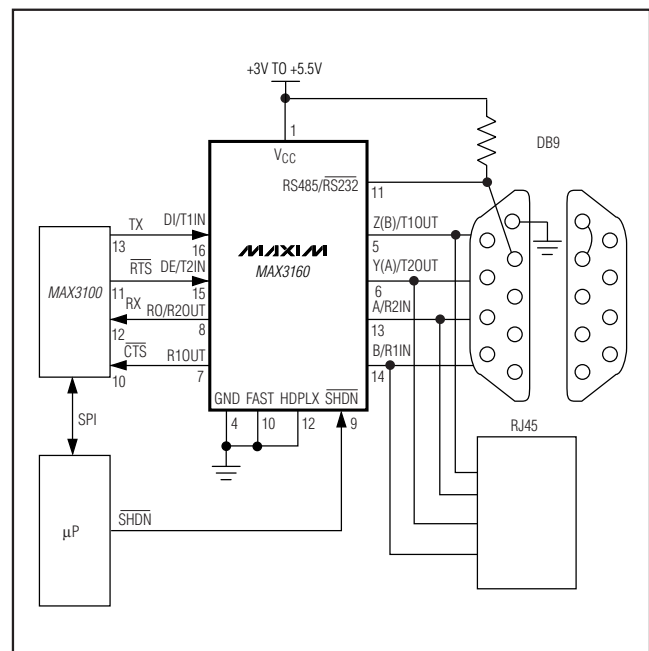 +3V TO +5.5V
1
VCC
DB9
RS485/RS232
11
TX
DI/T1IN
13
16
Z(B)/T1OUT
5
MAXIM
MAX3160
RTS
DE/T2IN
11
15
Y(A)/T2OUT
6
MAX3100
RX
RO/R2OUT
12
8
A/R2IN
13
CTS
R1OUT
10
7
B/R1IN
14
GND
FAST
HDPLX
SHDN
4
10
12
9
SPI
RJ45
µP
SHDN